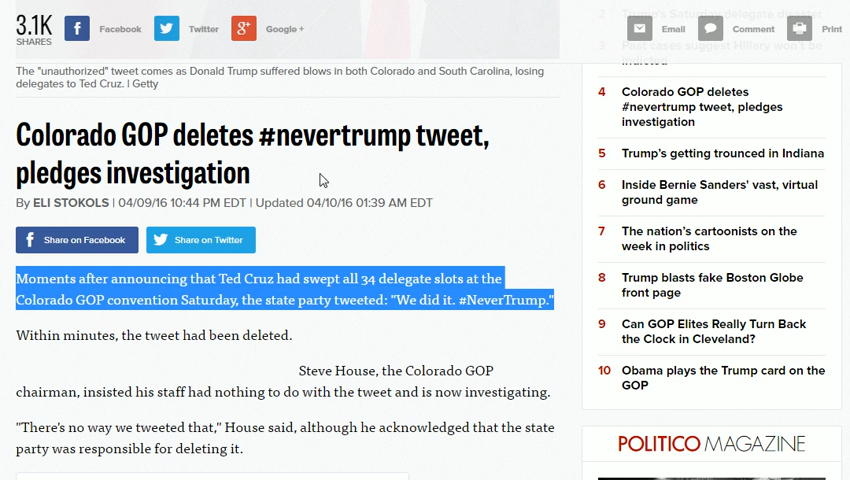 3.1K
SHARES
Facebook
Twitter
Google +
Email
Comment
Print
The "unauthorized" tweet comes as Donald Trump suffered blows in both Colorado and South Carolina, losing
delegates to Ted Cruz. | Getty
Colorado GOP deletes #nevertrump tweet,
pledges investigation
By ELI STOKOLS | 04/09/16 10:44 PM EDT | Updated 04/10/16 01:39 AM EDT
Share on Facebook
Share on Twitter
Moments after announcing that Ted Cruz had swept all 34 delegate slots at the
Colorado GOP convention Saturday, the state party tweeted: "We did it. #NeverTrump."
Within minutes, the tweet had been deleted.
Steve House, the Colorado GOP
chairman, insisted his staff had nothing to do with the tweet and is now investigating.
"There's no way we tweeted that," House said, although he acknowledged that the state
party was responsible for deleting it.
2 Trump's Saturday delegate disaster
3 Past cases suggest Hillary won't be
indicted
4 Colorado GOP deletes
#nevertrump tweet, pledges
investigation
5 Trump's getting trounced in Indiana
6 Inside Bernie Sanders' vast, virtual
ground game
7 The nation's cartoonists on the
week in politics
8 Trump blasts fake Boston Globe
front page
9 Can GOP Elites Really Turn Back
the Clock in Cleveland?
10 Obama plays the Trump card on the
GOP
POLITICO MAGAZINE